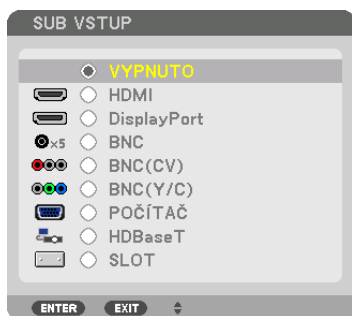 SUB VSTUP
VYPNUTO
HDMI
DisplayPort
×5 BNC
BNC(CV)
BNC(Y/C)
POČÍTAČ
HDBaseT
SLOT
ENTER EXIT